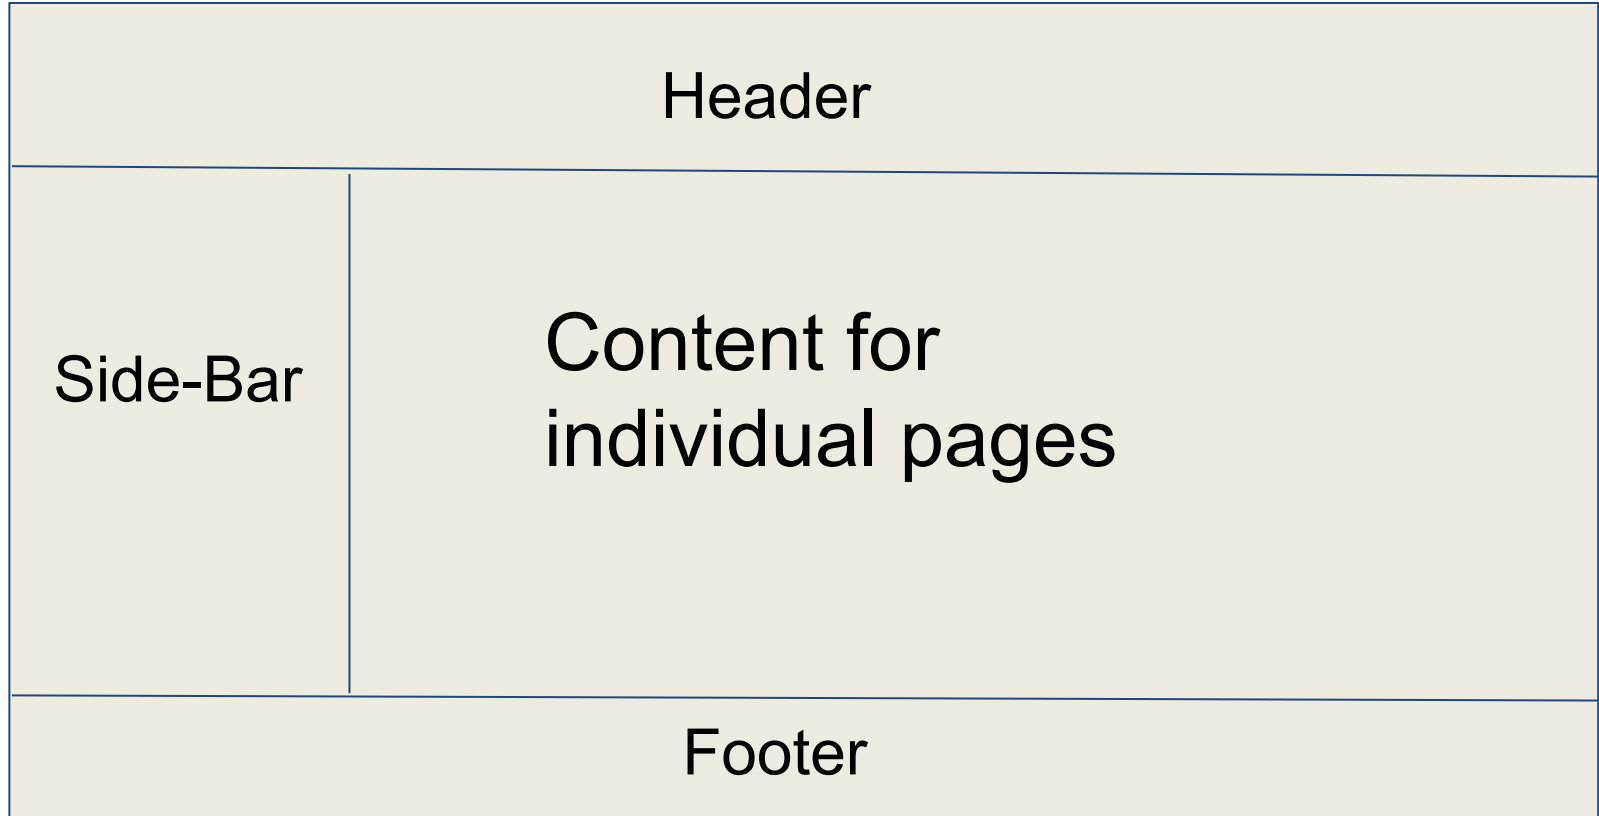 Header
Side-Bar
Content for
individual pages
Footer